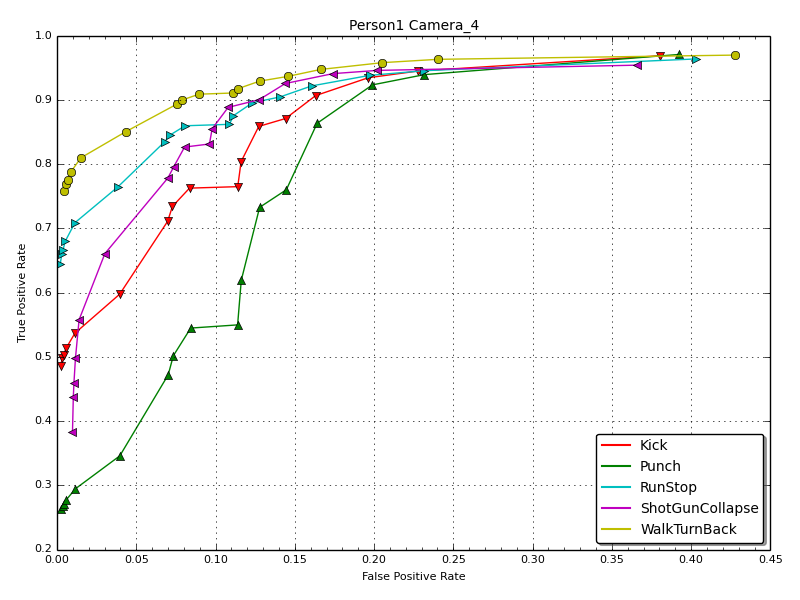 Person1 Camera_4
1.0
0.9
0.8
0.7
0.6
0.5
0.4
0.3
0.2
True Positive Rate
0.00 0.05 0.10 0.15 0.20 0.25 0.30 0.35 0.40 0.45
False Positive Rate
Kick
Punch
RunStop
ShotGunCollapse
WalkTurnBack